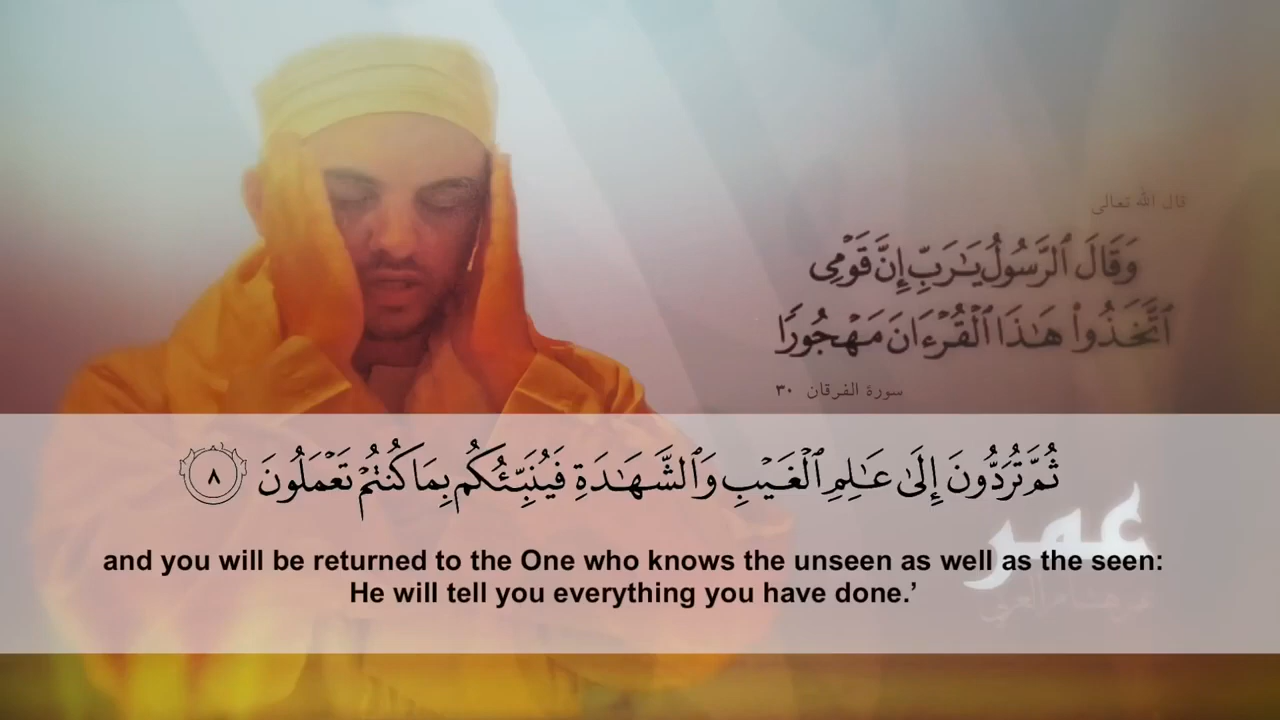 قال الله تعالى
وَقَالَ ٱلرَّسُولُ يَٰرَبِّ إِنَّ قَوْمِى
ٱتَّخَذُوا۟ هَٰذَا ٱلْقُرْءَانَ مَهْجُورًا
سورة الفرقان ٣٠
ثُمَّ تُرَدُّونَ إِلَىٰ عَٰلِمِ ٱلْغَيْبِ وَٱلشَّهَٰدَةِ فَيُنَبِّئُكُم بِمَا كُنتُمْ تَعْمَلُونَ ٨
and you will be returned to the One who knows the unseen as well as the seen:
He will tell you everything you have done.’
عمر